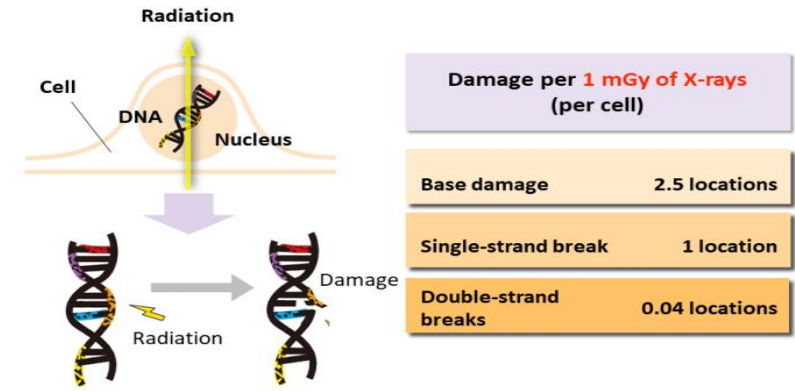 Radiation
Cell
DNA
Nucleus
Damage
Radiation
Damage per 1 mGy of X-rays
(per cell)
Base damage 2.5 locations
Single-strand break 1 location
Double-strand
breaks 0.04 locations